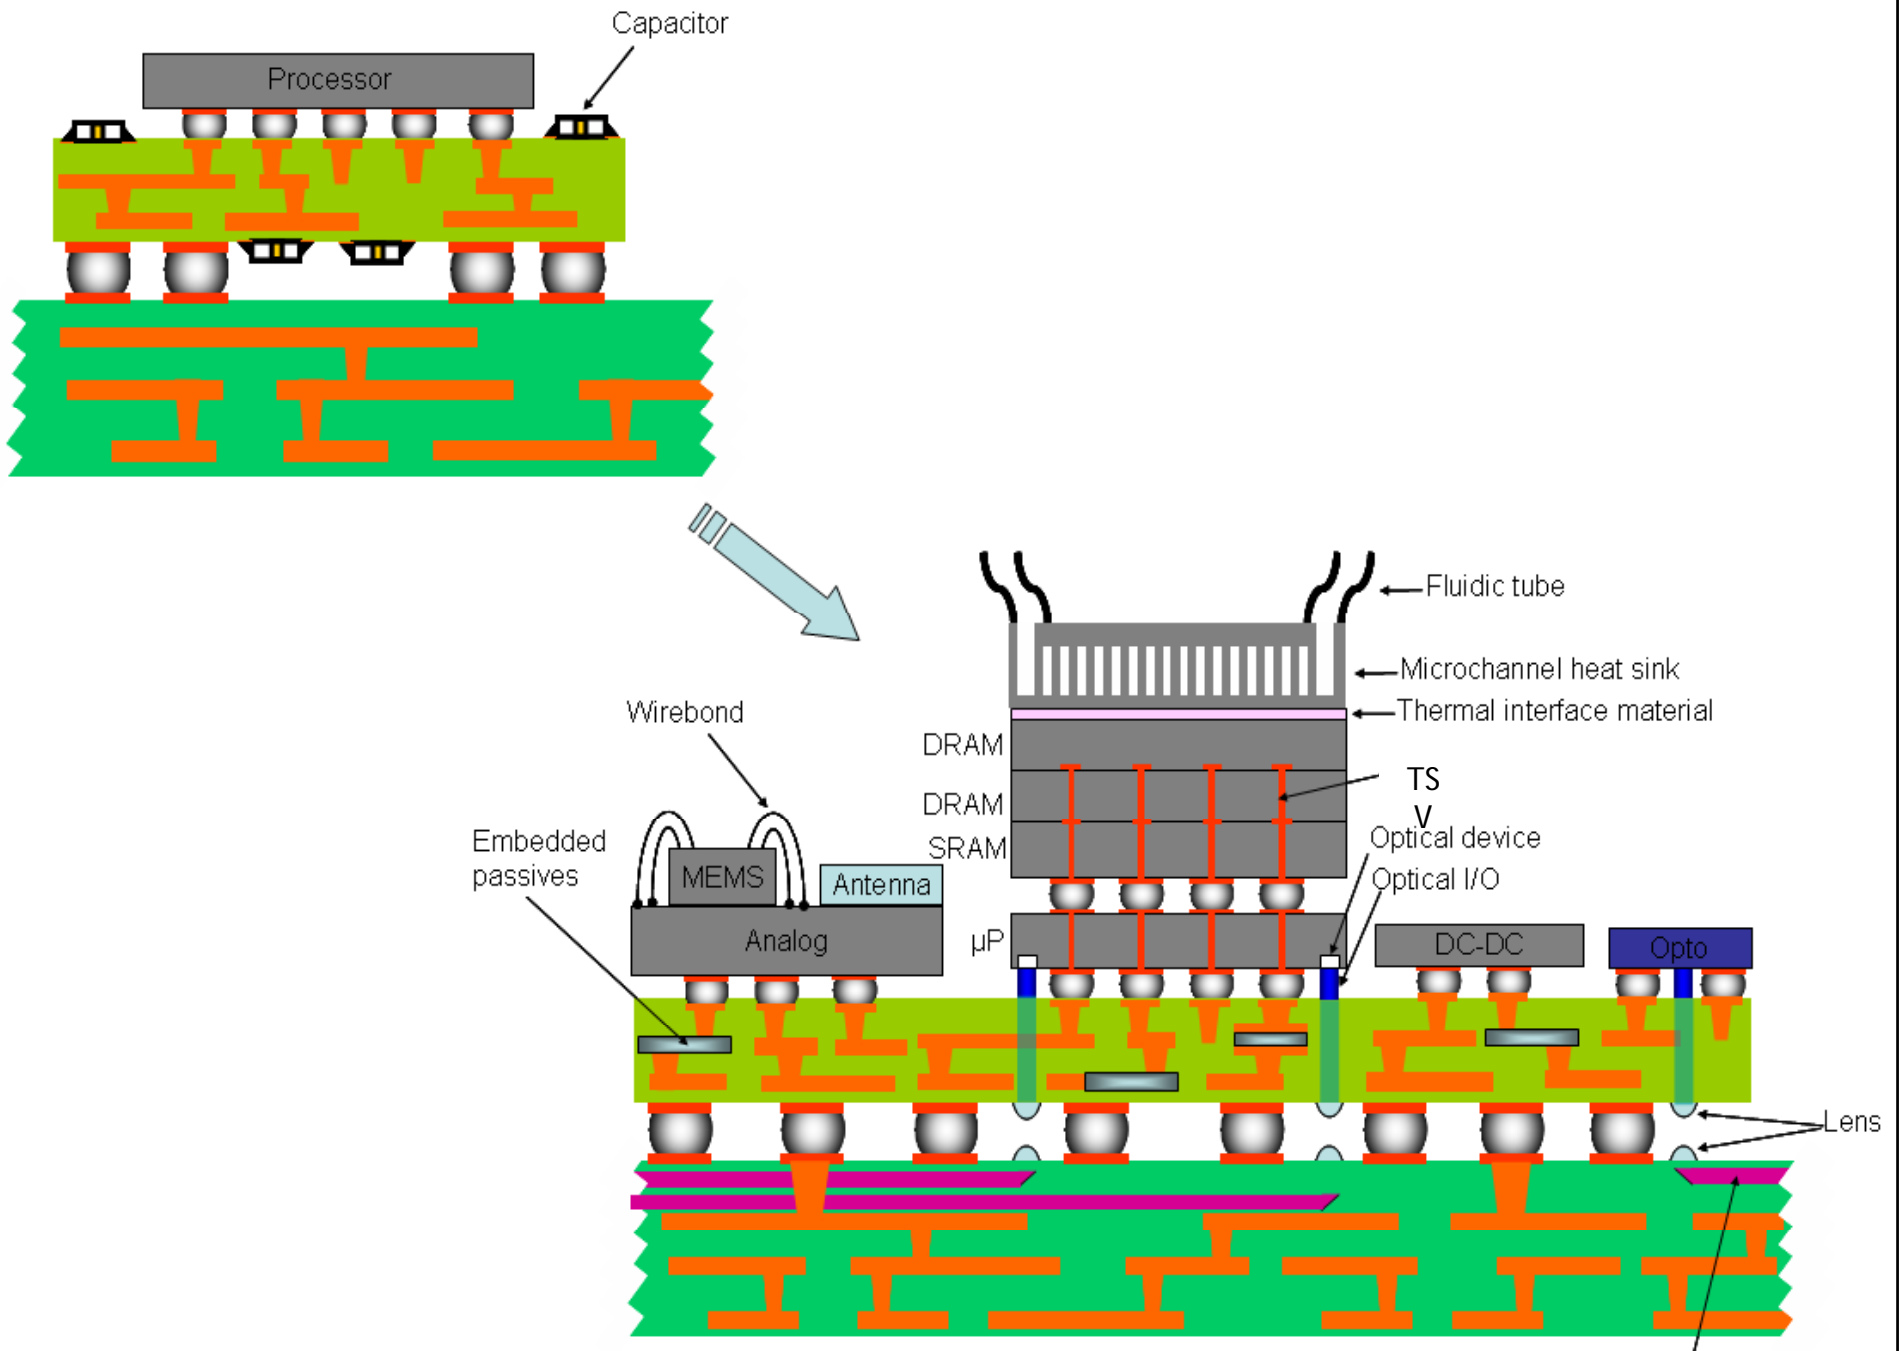 Capacitor
Processor
Fluidic tube
Microchannel heat sink
Thermal interface material
Wirebond
DRAM
TS
V
DRAM
Embedded
passives
Optical device
SRAM
Optical I/O
MEMS
Antenna
Analog
µP
DC-DC
Opto
Lens